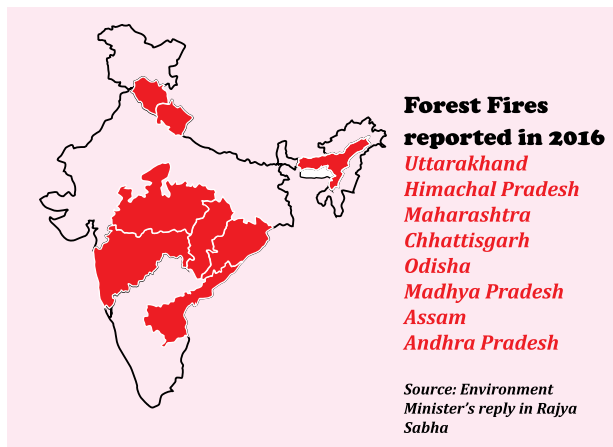 Forest Fires
reported in 2016
Uttarakhand
Himachal Pradesh
Maharashtra
Chhattisgarh
Odisha
Madhya Pradesh
Assam
Andhra Pradesh
Source: Environment
Minister's reply in Rajya
Sabha